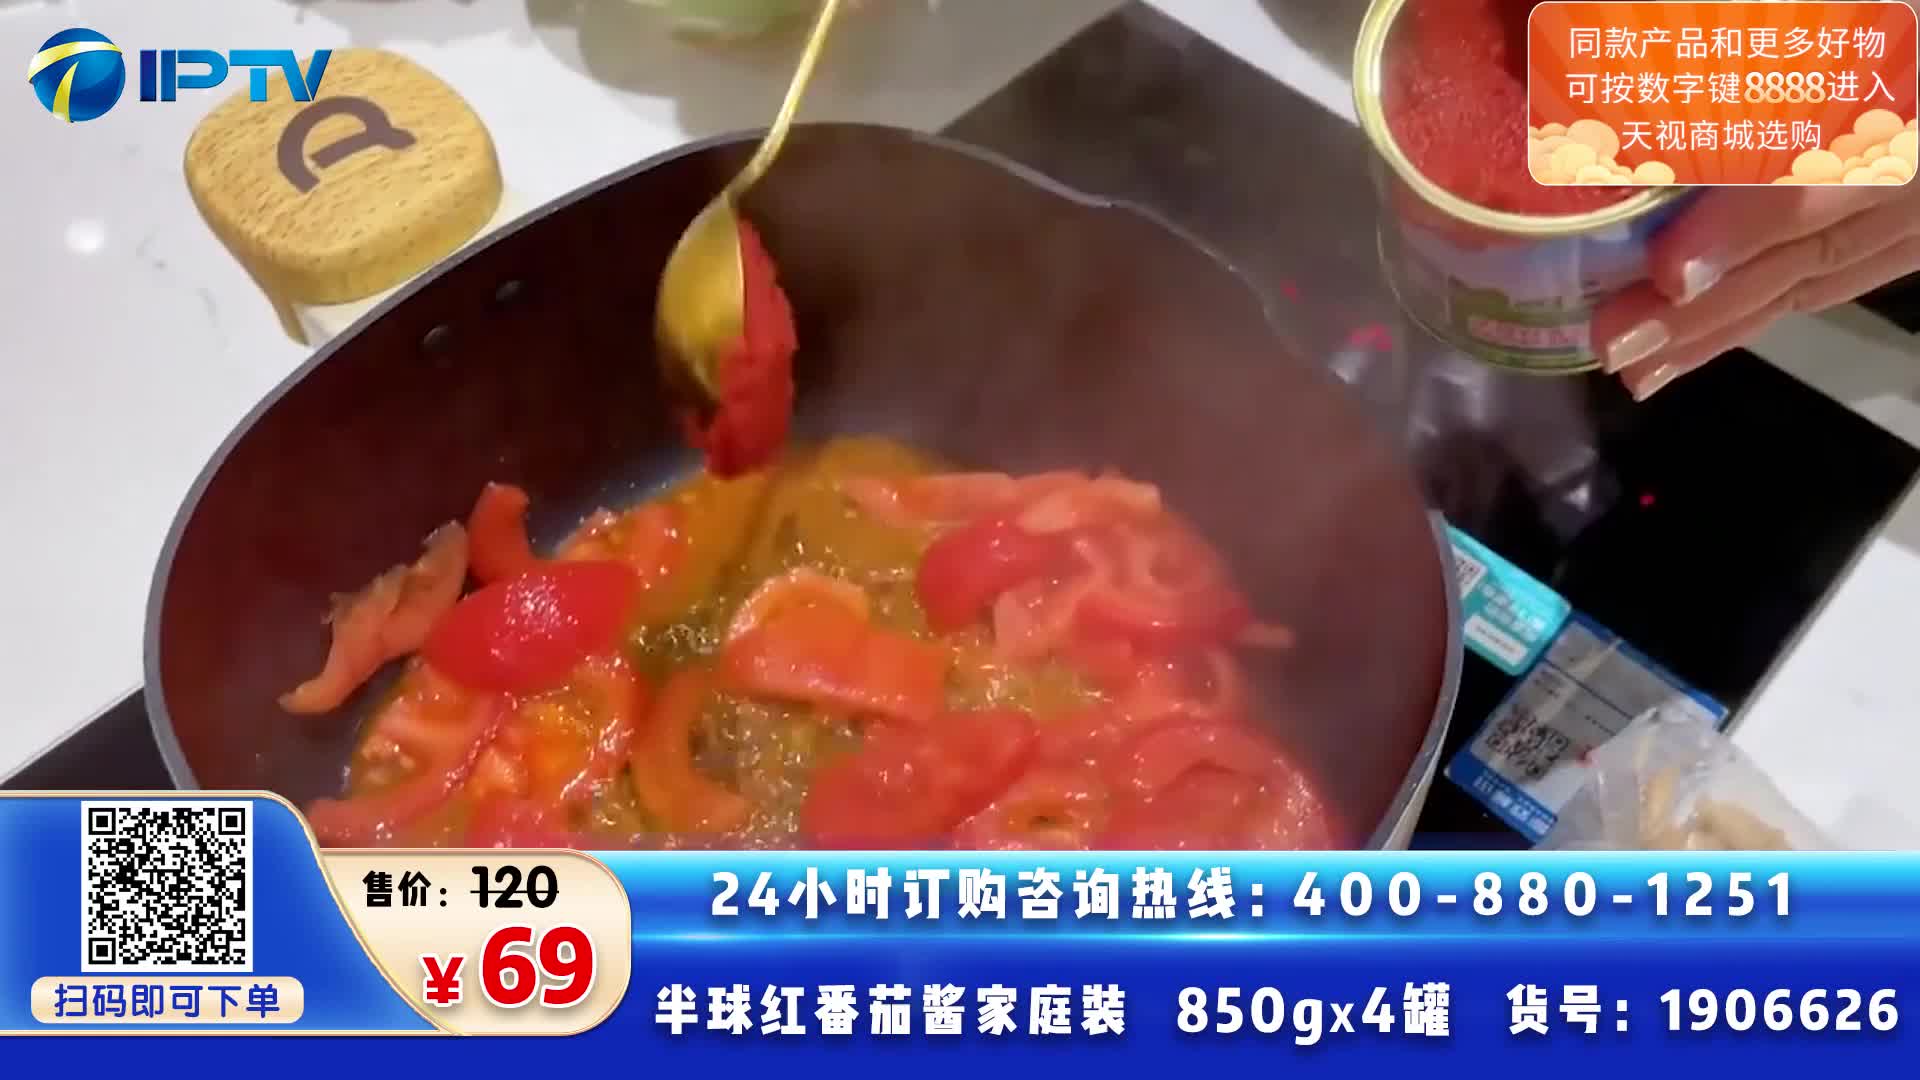 IPTV
同款产品和更多好物
可按数字键8888进入
天视商城选购
售价：120
¥69
扫码即可下单
24小时订购咨询热线：400-880-1251
半球红番茄酱家庭装 850gx4罐 货号：1906626